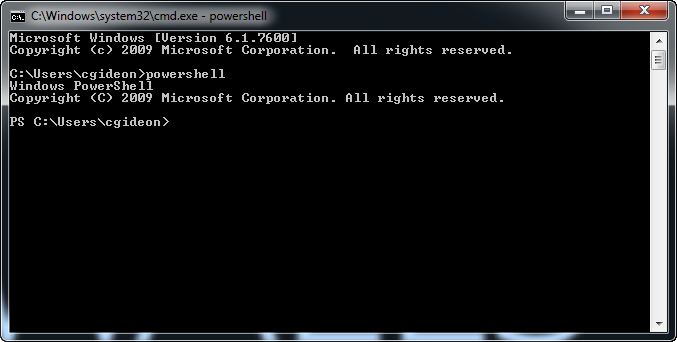 C:\Windows\system32\cmd.exe - powershell
Microsoft Windows [Version 6.1.7600]
Copyright (c) 2009 Microsoft Corporation.  All rights reserved.
C:\Users\cgideon>powershell
Windows PowerShell
Copyright (C) 2009 Microsoft Corporation. All rights reserved.
PS C:\Users\cgideon>